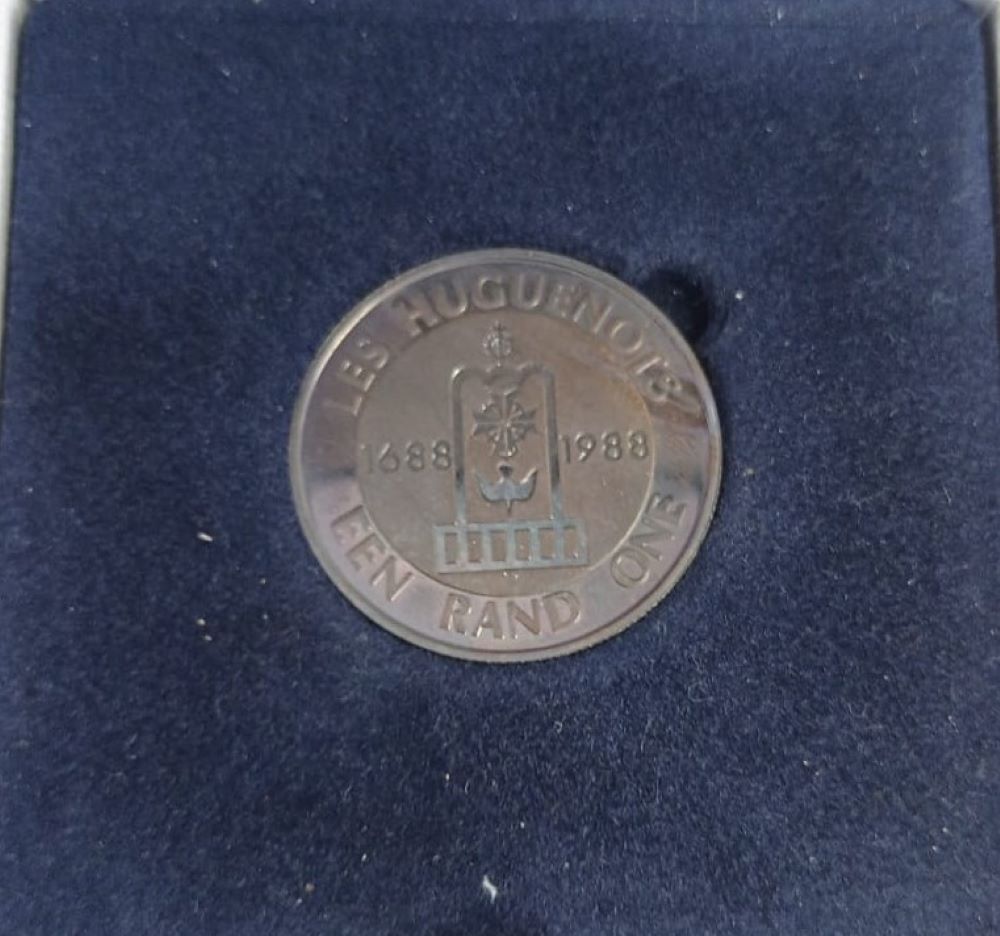 LES HUGUENOTS
1688 1988
EEN RAND ONE